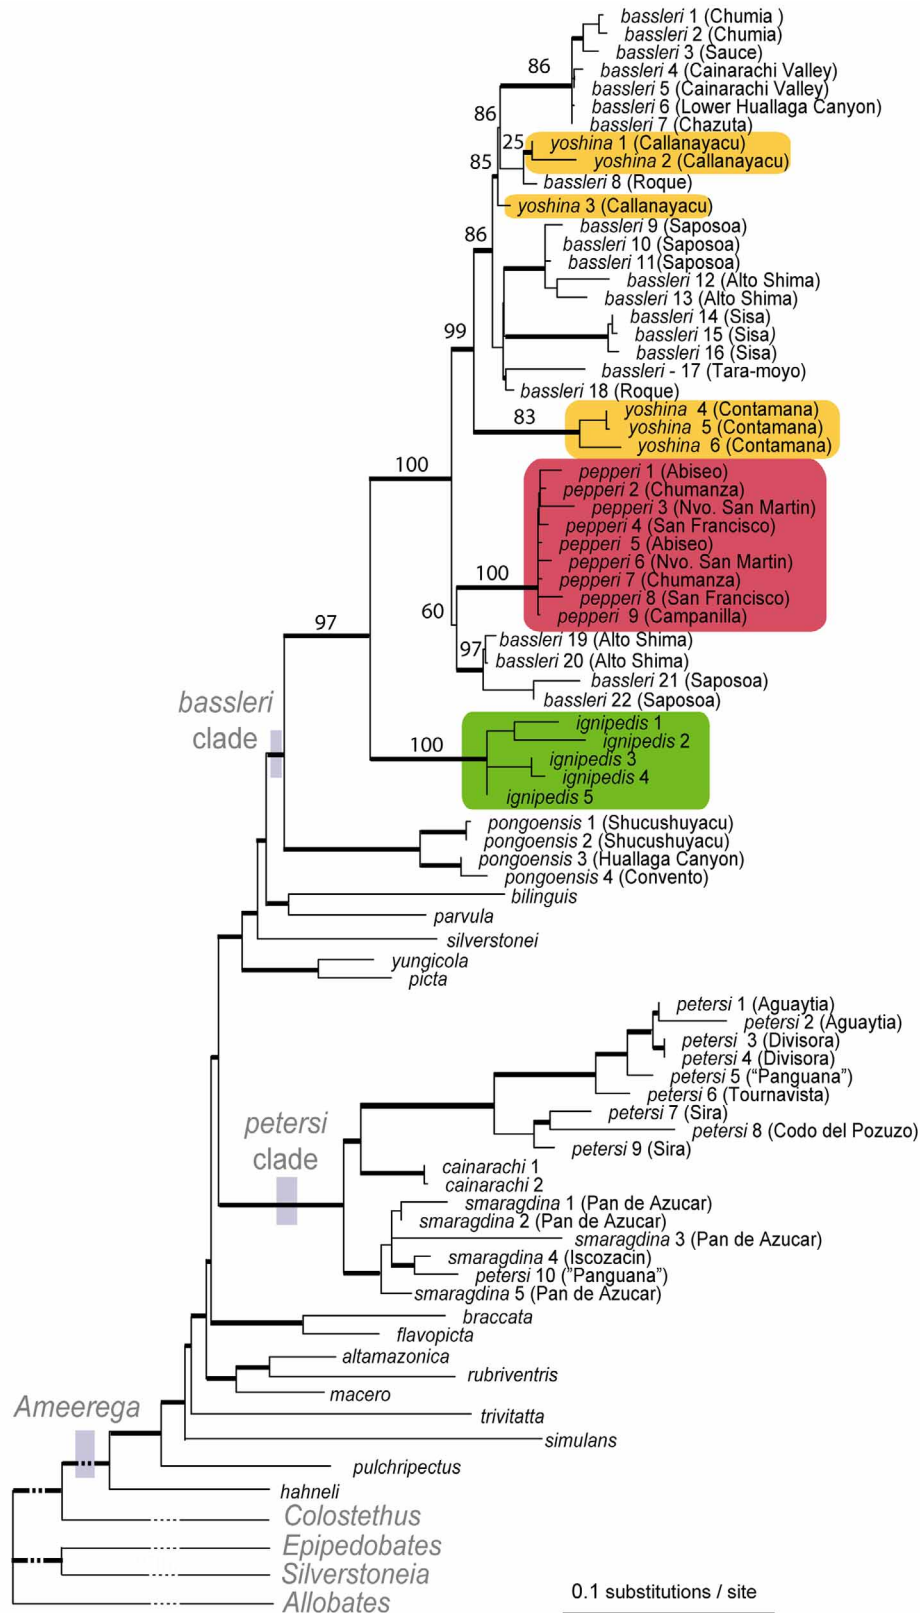 bassleri 1 (Chumia )
bassleri 2 (Chumia)
bassleri 3 (Sauce)
86
bassleri 4 (Cainarachi Valley)
bassleri 5 (Cainarachi Valley)
bassleri 6 (Lower Huallaga Canyon)
86
bassleri 7 (Chazuta)
25
yoshina 1 (Callanayacu)
85
yoshina 2 (Callanayacu)
bassleri 8 (Roque)
yoshina 3 (Callanayacu)
86
bassleri 9 (Saposoa)
bassleri 10 (Saposoa)
bassleri 11(Saposoa)
bassleri 12 (Alto Shima)
bassleri 13 (Alto Shima)
bassleri 14 (Sisa)
99
bassleri 15 (Sisa)
bassleri 16 (Sisa)
bassleri - 17 (Tara-moyo)
bassleri 18 (Roque)
83
yoshina 4 (Contamana)
yoshina 5 (Contamana)
yoshina 6 (Contamana)
100
pepperi 1 (Abiseo)
pepperi 2 (Chumanza)
pepperi 3 (Nvo. San Martin)
pepperi 4 (San Francisco)
pepperi 5 (Abiseo)
pepperi 6 (Nvo. San Martin)
100
pepperi 7 (Chumanza)
pepperi 8 (San Francisco)
60
pepperi 9 (Campanilla)
97
97
bassleri 19 (Alto Shima)
bassleri 20 (Alto Shima)
bassleri 21 (Saposoa)
bassleri 22 (Saposoa)
bassleri
clade
100
ignipedis 1
ignipedis 2
ignipedis 3
ignipedis 4
ignipedis 5
pongoensis 1 (Shucushuyacu)
pongoensis 2 (Shucushuyacu)
pongoensis 3 (Huallaga Canyon)
pongoensis 4 (Convento)
bilinguis
parvula
silverstonei
yungicola
picta
petersi 1 (Aguaytia)
petersi 2 (Aguaytia)
petersi 3 (Divisora)
petersi 4 (Divisora)
petersi 5 (“Panguana”)
petersi 6 (Tournavista)
petersi 7 (Sira)
petersi 8 (Codo del Pozuzo)
petersi 9 (Sira)
petersi
clade
cainarachi 1
cainarachi 2
smaragdina 1 (Pan de Azucar)
smaragdina 2 (Pan de Azucar)
smaragdina 3 (Pan de Azucar)
smaragdina 4 (Iscozacin)
petersi 10 (”Panguana”)
smaragdina 5 (Pan de Azucar)
braccata
flavopicta
altamazonica
rubriventris
macero
Ameerega
trivitatta
simulans
pulchripectus
hahneli
Colostethus
Epipedobates
Silverstoneia
Allobates
0.1 substitutions / site